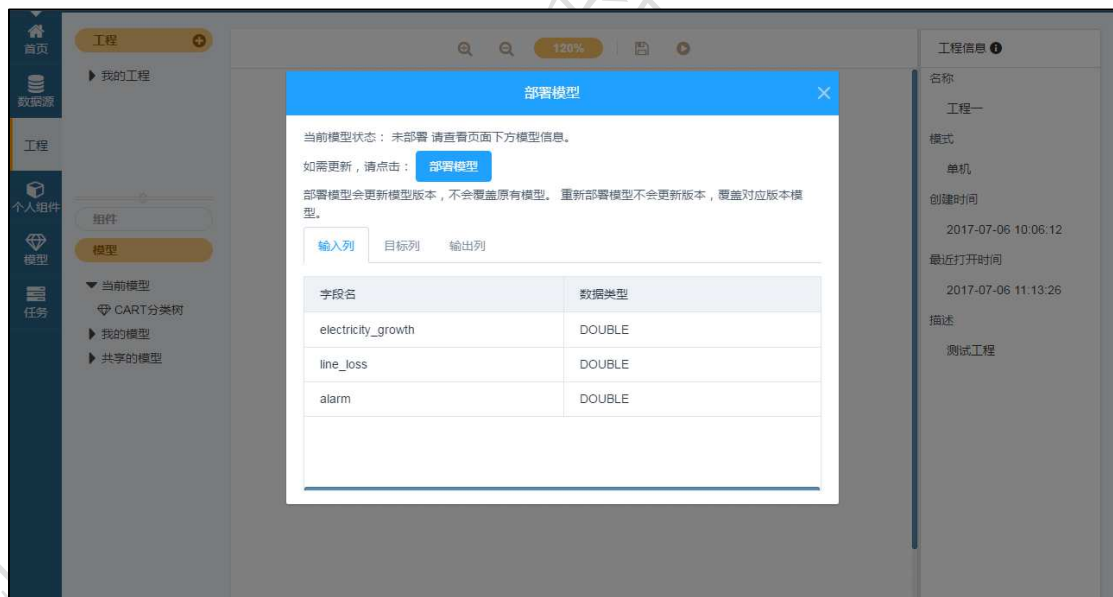 首页
数据源
工程
个人组件
模型
任务
工程
我的工程
组件
模型
当前模型
CART分类树
我的模型
共享的模型
120%
部署模型
当前模型状态： 未部署 请查看页面下方模型信息。
如需更新，请点击： 部署模型
部署模型会更新模型版本，不会覆盖原有模型。 重新部署模型不会更新版本，覆盖对应版本模
型。
输入列 目标列 输出列
字段名 数据类型
electricity_growth DOUBLE
line_loss DOUBLE
alarm DOUBLE
工程信息
名称
工程一
模式
单机
创建时间
2017-07-06 10:06:12
最近打开时间
2017-07-06 11:13:26
描述
测试工程